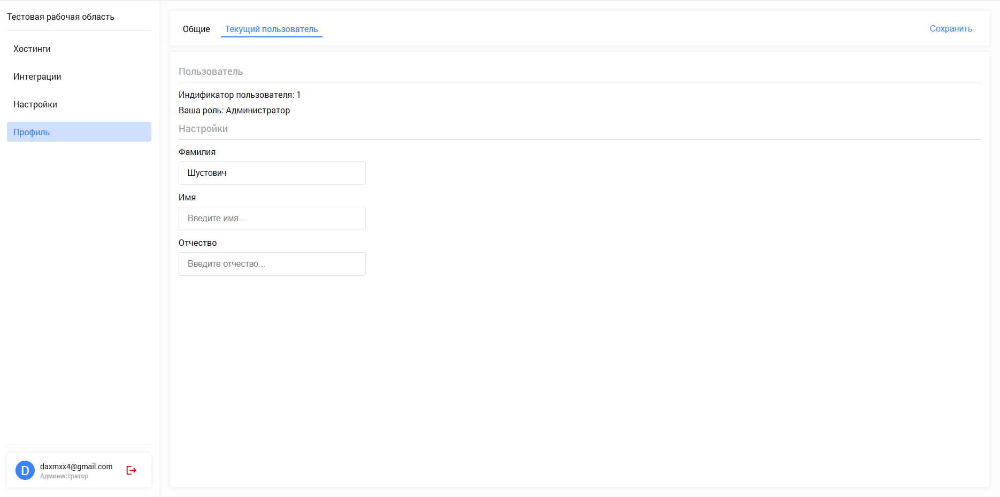 Тестовая рабочая область
Хостинги
Интеграции
Настройки
Профиль
D
daxmxx4@gmail.com
Администратор
Общие
Текущий пользователь
Сохранить
Пользователь
Индификатор пользователя: 1
Ваша роль: Администратор
Настройки
Фамилия
Шустович
Имя
Введите имя...
Отчество
Введите отчество...